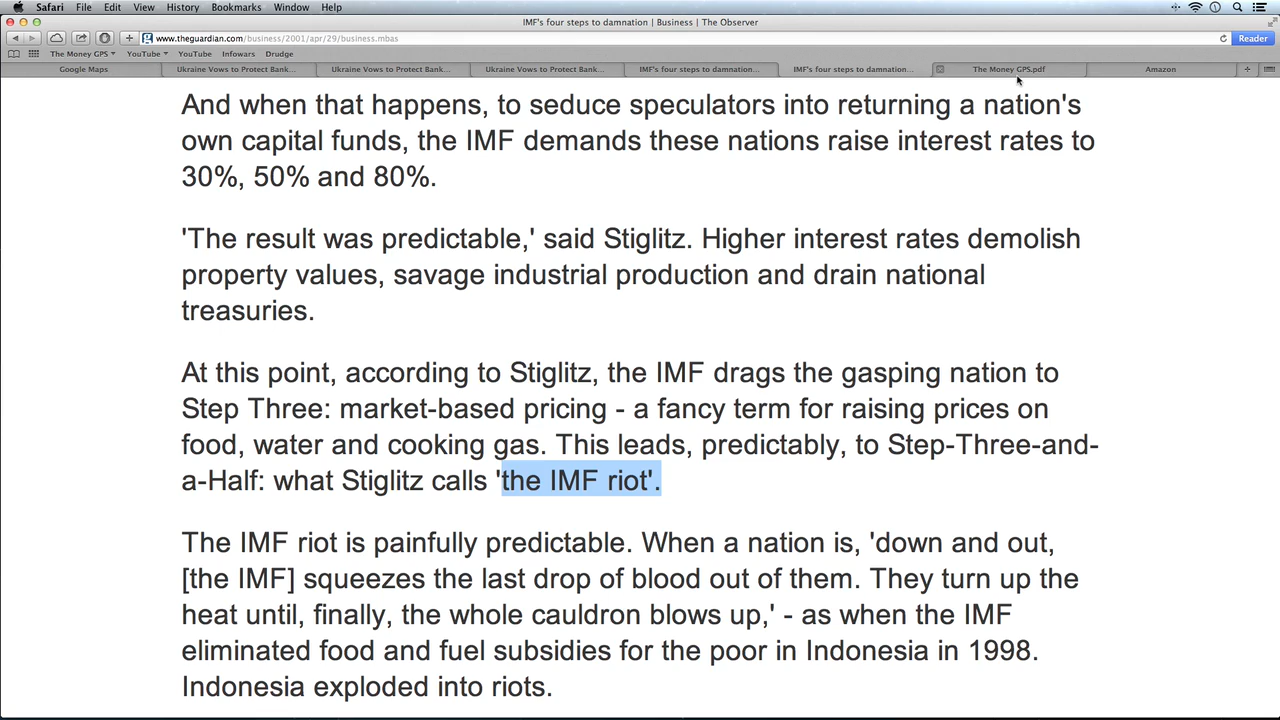 Safari File Edit View History Bookmarks Window Help
IMF's four steps to damnation | Business | The Observer
www.theguardian.com/business/2001/apr/29/business.mbas
Reader
The Money GPS YouTube YouTube Infowars Drudge
Google Maps Ukraine Vows to Protect Bank... Ukraine Vows to Protect Bank... Ukraine Vows to Protect Bank... IMF's four steps to damnation... IMF's four steps to damnation... The Money GPS.pdf Amazon
And when that happens, to seduce speculators into returning a nation's
own capital funds, the IMF demands these nations raise interest rates to
30%, 50% and 80%.
'The result was predictable,' said Stiglitz. Higher interest rates demolish
property values, savage industrial production and drain national
treasuries.
At this point, according to Stiglitz, the IMF drags the gasping nation to
Step Three: market-based pricing - a fancy term for raising prices on
food, water and cooking gas. This leads, predictably, to Step-Three-and-
a-Half: what Stiglitz calls 'the IMF riot'.
The IMF riot is painfully predictable. When a nation is, 'down and out,
[the IMF] squeezes the last drop of blood out of them. They turn up the
heat until, finally, the whole cauldron blows up,' - as when the IMF
eliminated food and fuel subsidies for the poor in Indonesia in 1998.
Indonesia exploded into riots.